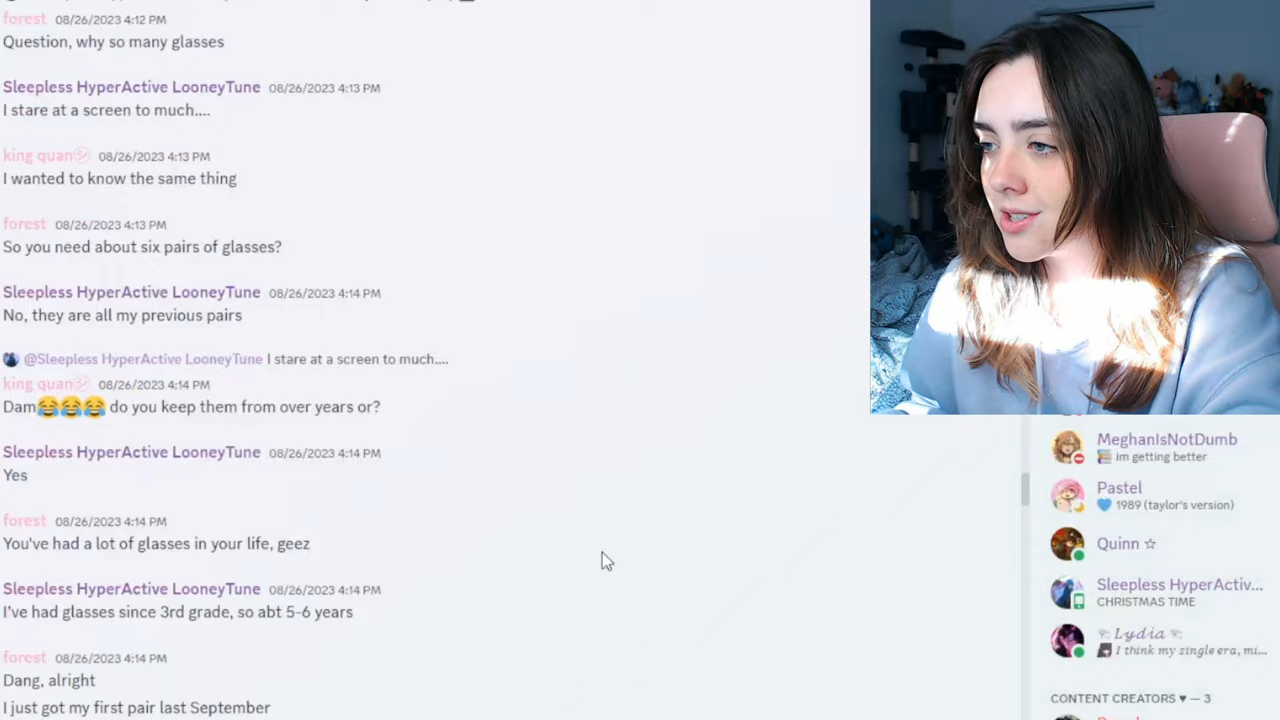 forest 08/26/2023 4:12 PM
Question, why so many glasses
Sleepless HyperActive LooneyTune 08/26/2023 4:13 PM
I stare at a screen to much....
king quan 08/26/2023 4:13 PM
I wanted to know the same thing
forest 08/26/2023 4:13 PM
So you need about six pairs of glasses?
Sleepless HyperActive LooneyTune 08/26/2023 4:14 PM
No, they are all my previous pairs
@Sleepless HyperActive LooneyTune I stare at a screen to much....
king quan 08/26/2023 4:14 PM
Dam😂😂😂 do you keep them from over years or?
Sleepless HyperActive LooneyTune 08/26/2023 4:14 PM
Yes
forest 08/26/2023 4:14 PM
You've had a lot of glasses in your life, geez
Sleepless HyperActive LooneyTune 08/26/2023 4:14 PM
I've had glasses since 3rd grade, so abt 5-6 years
forest 08/26/2023 4:14 PM
Dang, alright
I just got my first pair last September
MeghanIsNotDumb
im getting better
Pastel
💙 1989 (taylor's version)
Quinn ☆
Sleepless HyperActiv...
CHRISTMAS TIME
Lydia
I think my single era, mi...
CONTENT CREATORS ♥ — 3